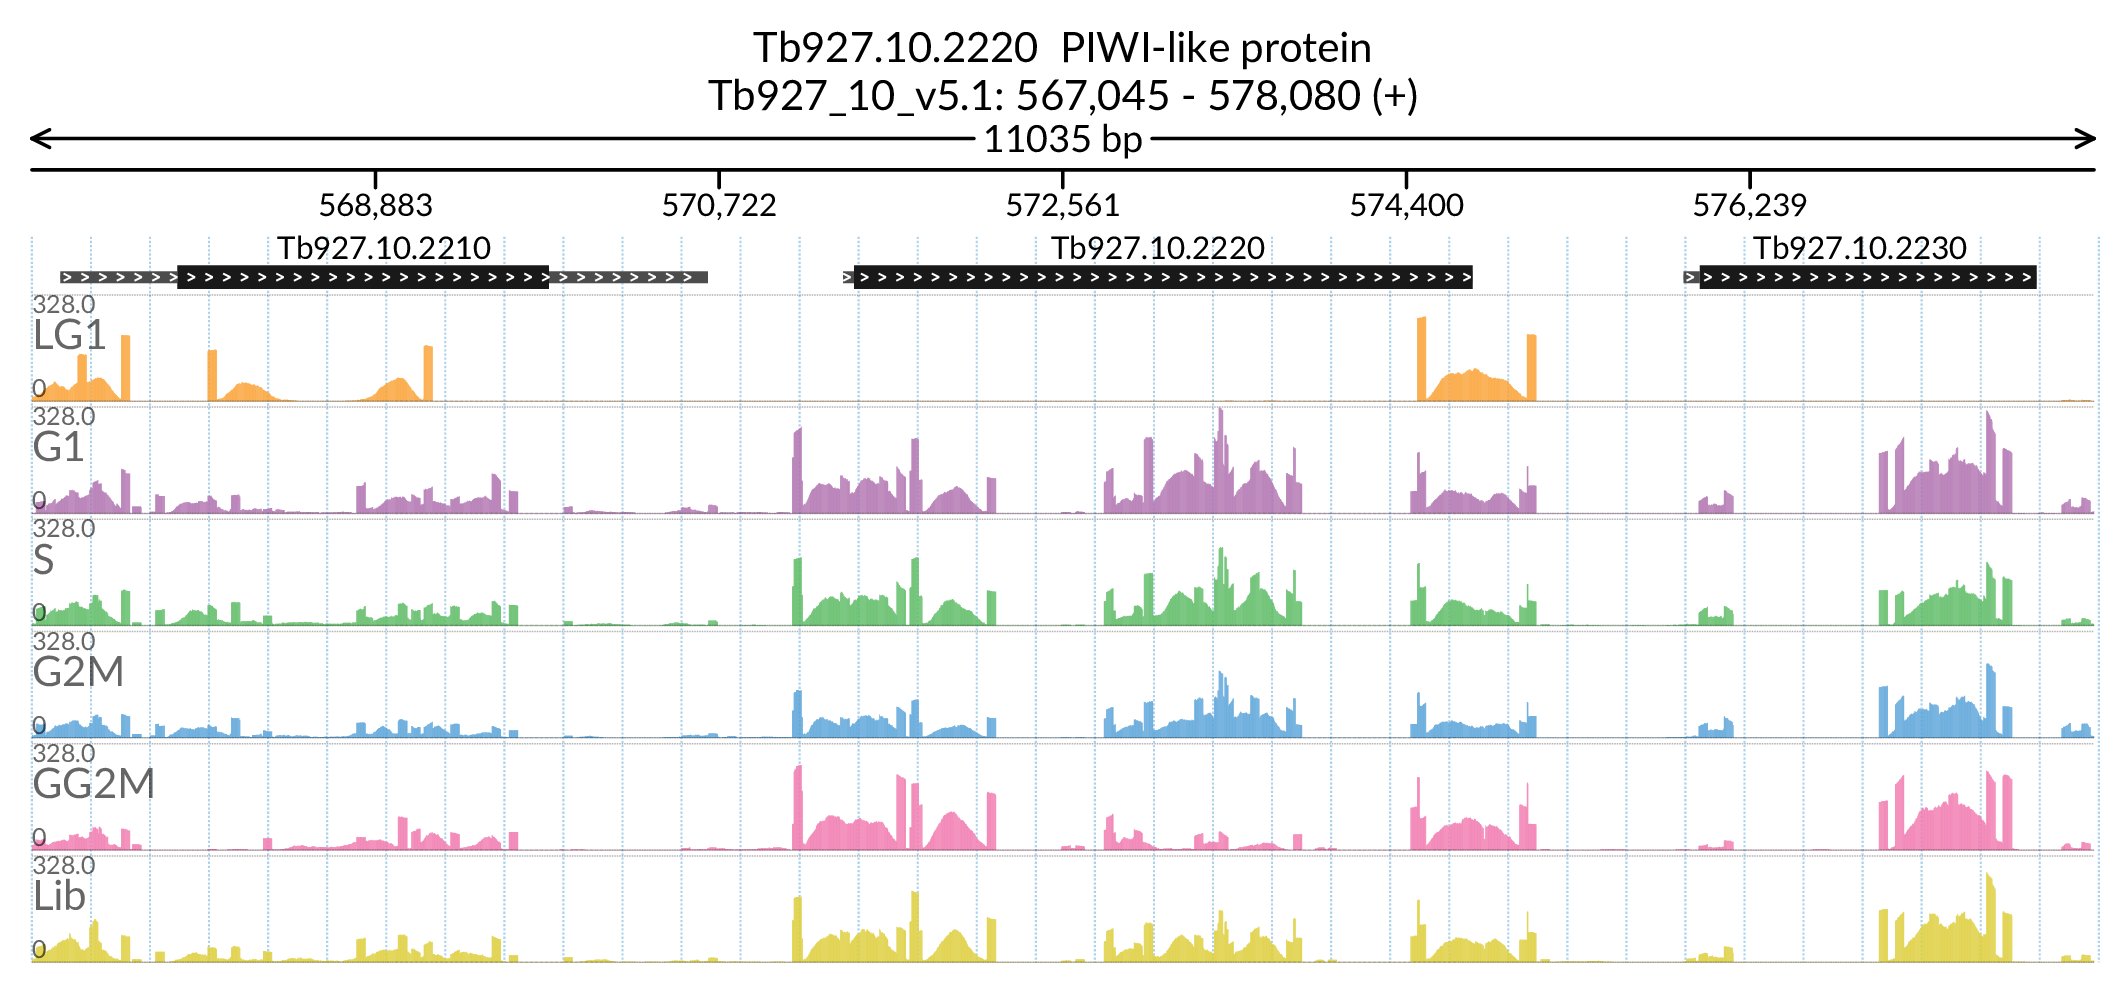 Tb927.10.2220 PIWI-like protein
Tb927_10_v5.1: 567,045 - 578,080 (+)
11035 bp
568,883 570,722 572,561 574,400 576,239
Tb927.10.2210 Tb927.10.2220 Tb927.10.2230
328.0
LG1
0
328.0
G1
0
328.0
S
0
328.0
G2M
0
328.0
GG2M
0
328.0
Lib
0